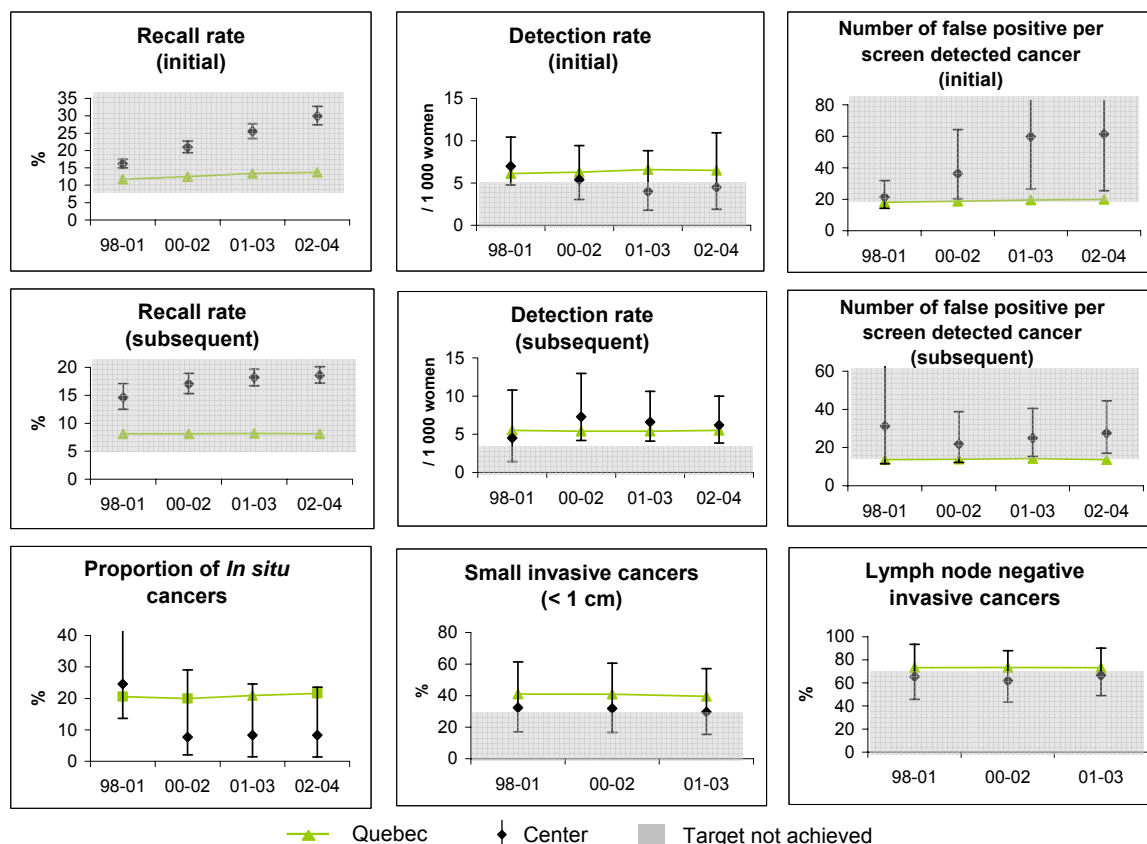 Recall rate
(initial)
%
35
30
25
20
15
10
5
0
98-01 00-02 01-03 02-04
Detection rate
(initial)
/ 1 000 women
15
10
5
0
98-01 00-02 01-03 02-04
Number of false positive per
screen detected cancer
(initial)
80
60
40
20
0
98-01 00-02 01-03 02-04
Recall rate
(subsequent)
%
20
15
10
5
0
98-01 00-02 01-03 02-04
Detection rate
(subsequent)
/ 1 000 women
15
10
5
0
98-01 00-02 01-03 02-04
Number of false positive per
screen detected cancer
(subsequent)
60
40
20
0
98-01 00-02 01-03 02-04
Proportion of In situ
cancers
%
40
30
20
10
0
98-01 00-02 01-03 02-04
Small invasive cancers
(< 1 cm)
%
80
60
40
20
0
98-01 00-02 01-03
Lymph node negative
invasive cancers
%
100
80
60
40
20
0
98-01 00-02 01-03
Quebec Center Target not achieved